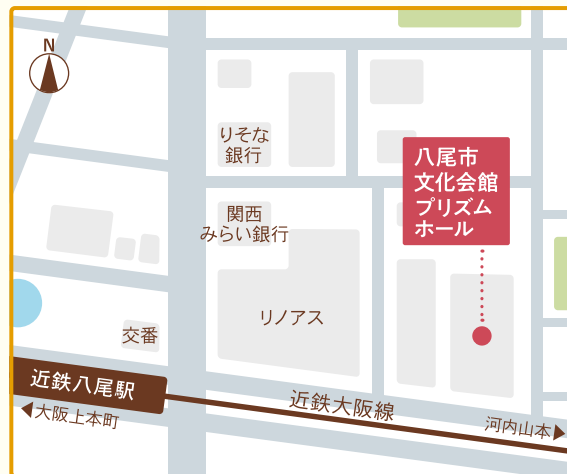 N
りそな
銀行
八尾市
文化会館
プリズム
ホール
関西
みらい銀行
リノアス
交番
近鉄八尾駅
近鉄大阪線
◀大阪上本町
河内山本▶